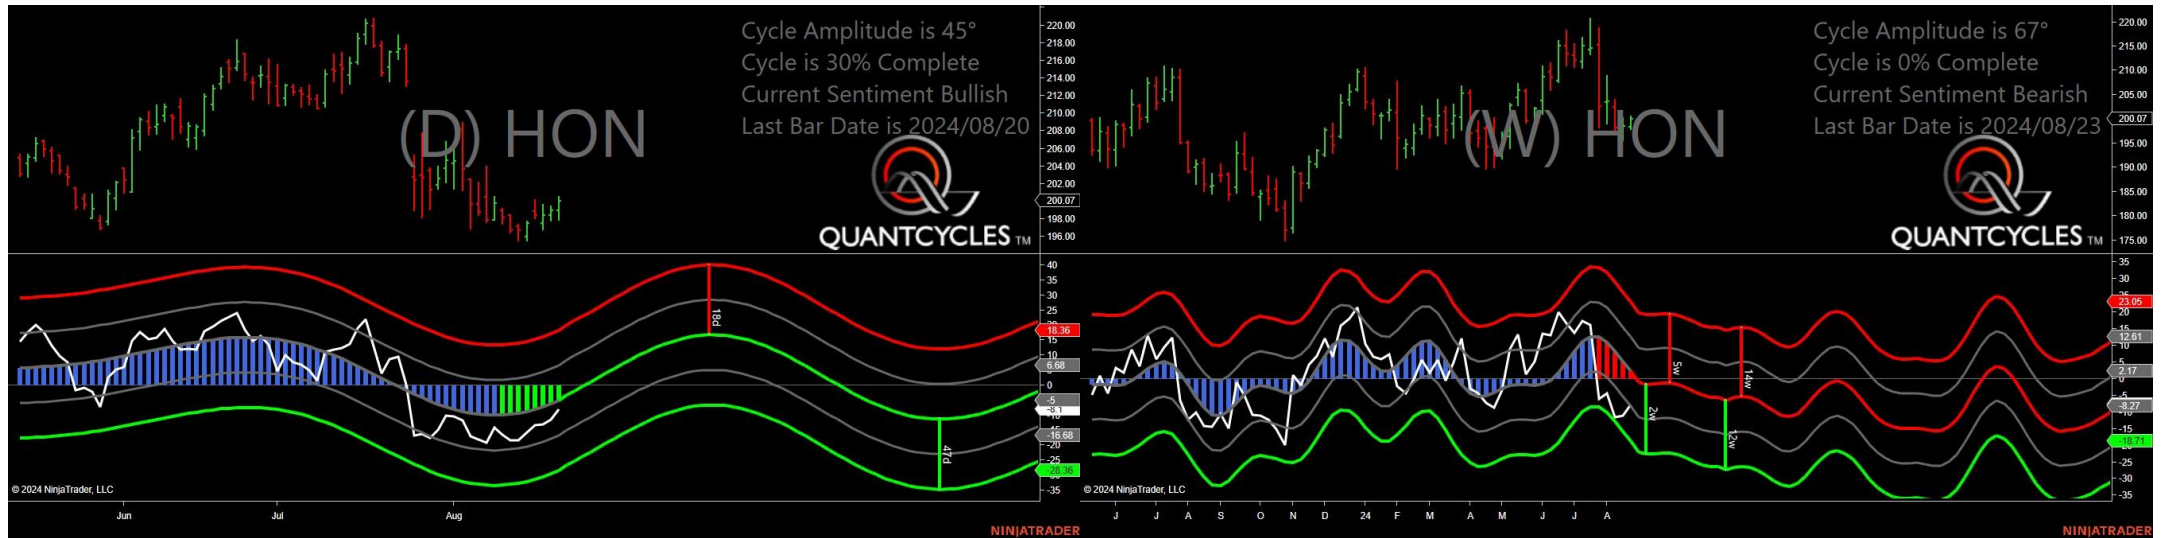 Cycle Amplitude is 45°
Cycle is 30% Complete
Current Sentiment Bullish
Last Bar Date is 2024/08/20
(D) HON
QUANTCYCLES TM
220.00
218.00
216.00
214.00
212.00
210.00
208.00
206.00
204.00
202.00
200.07
198.00
196.00
40
35
30
25
20
18.36
15
10
6.68
0
-5
-8.1
-16.68
-20
-25
-28.36
-35
18d
47d
© 2024 NinjaTrader, LLC
Jun Jul Aug
NINJATRADER
Cycle Amplitude is 67°
Cycle is 0% Complete
Current Sentiment Bearish
Last Bar Date is 2024/08/23
(W) HON
QUANTCYCLES TM
220.00
215.00
210.00
205.00
200.07
195.00
190.00
185.00
180.00
175.00
35
30
25
23.05
20
15
12.61
10
5
2.17
-5
-8.27
-10
-15
-18.71
-25
-30
-35
5w
14w
2w
12w
© 2024 NinjaTrader, LLC
J J A S O N D 24 F M A M J J A
NINJATRADER